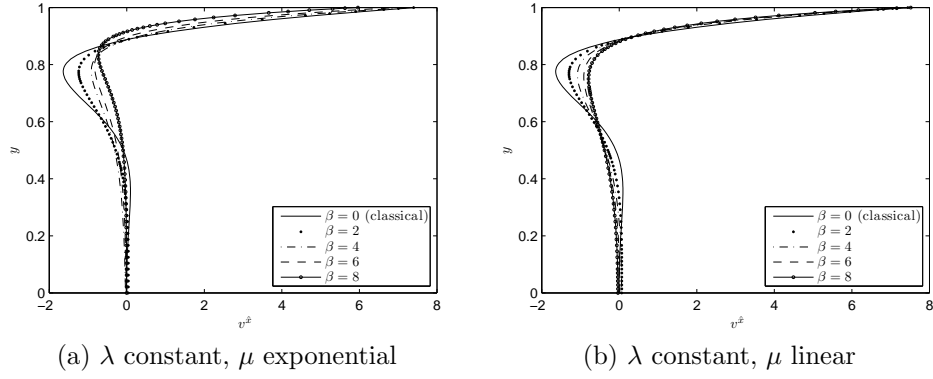 1
0.8
0.6
0.4
0.2
0
y
−2
0
2
4
6
8
v^x̂
β = 0 (classical)
β = 2
β = 4
β = 6
β = 8
(a) λ constant, μ exponential
1
0.8
0.6
0.4
0.2
0
y
−2
0
2
4
6
8
v^x̂
β = 0 (classical)
β = 2
β = 4
β = 6
β = 8
(b) λ constant, μ linear